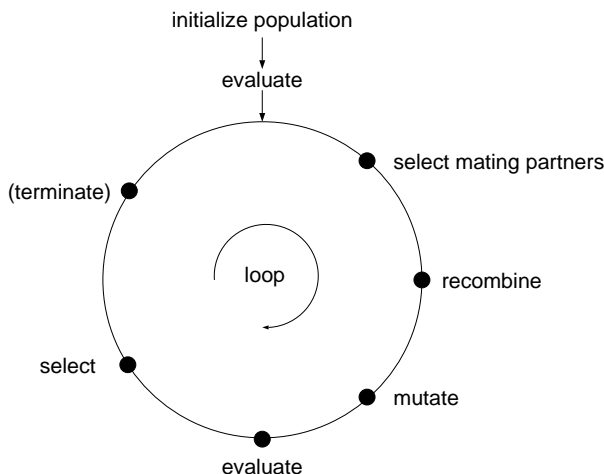 initialize population
evaluate
select mating partners
(terminate)
loop
recombine
select
mutate
evaluate